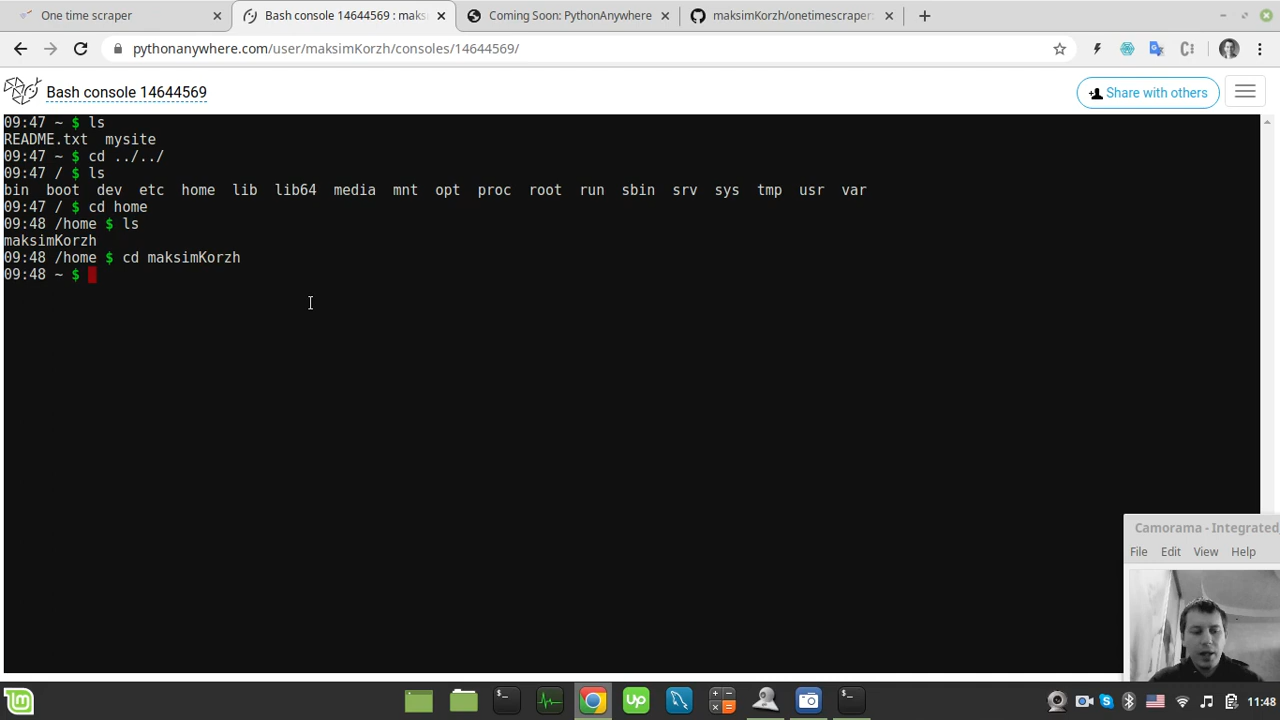 One time scraper
Bash console 14644569 : maks
Coming Soon: PythonAnywhere
maksimKorzh/onetimescraper:
pythonanywhere.com/user/maksimKorzh/consoles/14644569/
Bash console 14644569
Share with others
09:47 ~ $ ls
README.txt  mysite
09:47 ~ $ cd ../../
09:47 / $ ls
bin  boot  dev  etc  home  lib  lib64  media  mnt  opt  proc  root  run  sbin  srv  sys  tmp  usr  var
09:47 / $ cd home
09:48 /home $ ls
maksimKorzh
09:48 /home $ cd maksimKorzh
09:48 ~ $
Camorama - Integrated
File Edit View Help
up
11:48